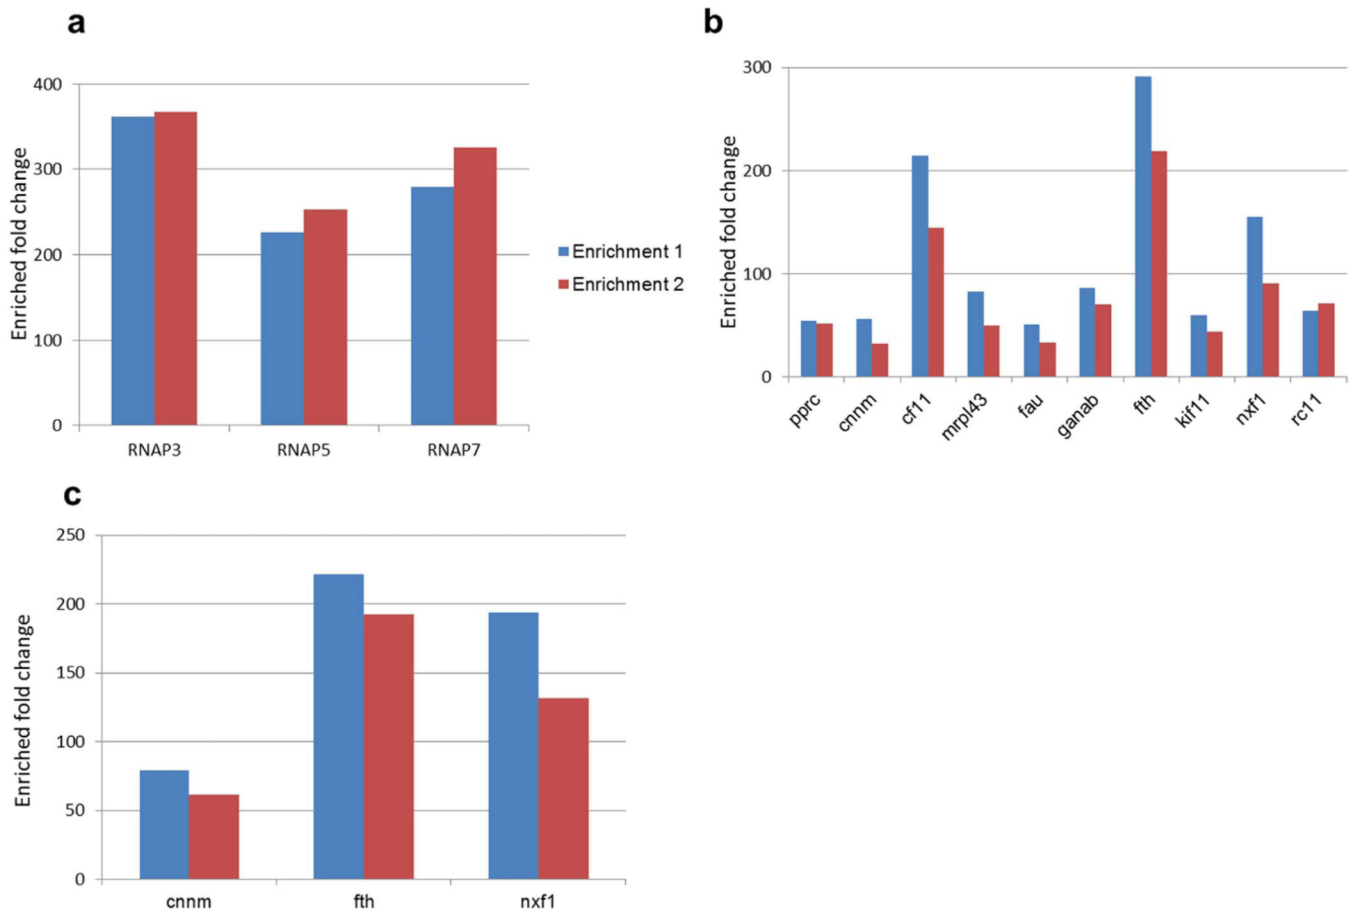 a
Enriched fold change
400
300
200
100
0
RNAP3 RNAP5 RNAP7
Enrichment 1
Enrichment 2
b
Enriched fold change
300
200
100
0
pprc cnnm cf11 mrpl43 fau ganab fth kif11 nxf1 rc11
c
Enriched fold change
250
200
150
100
50
0
cnnm fth nxf1